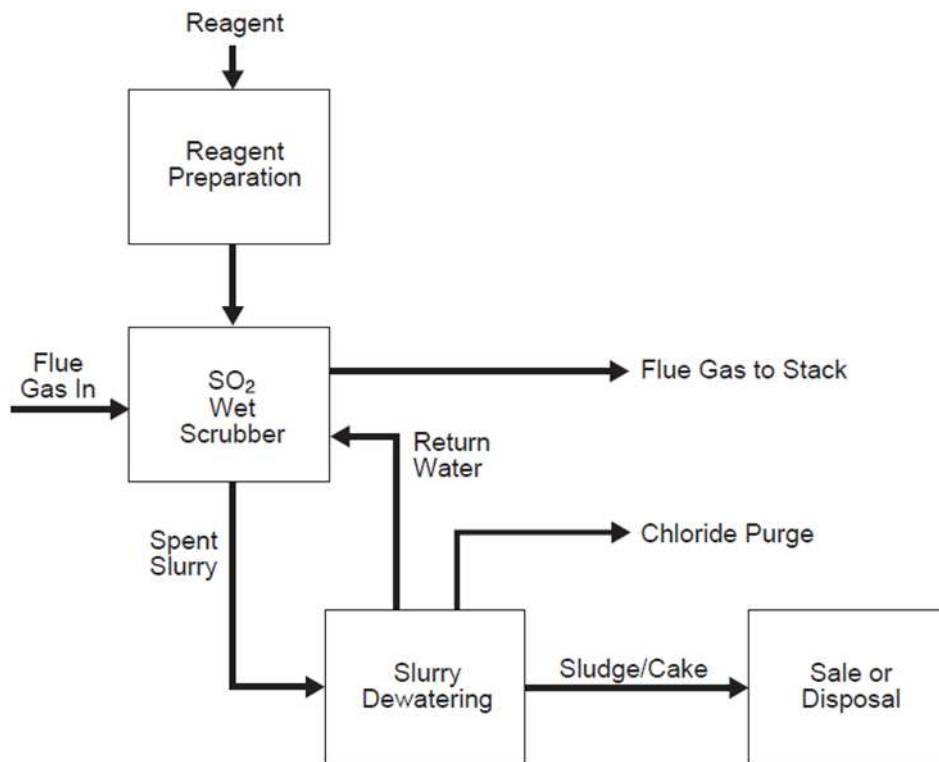 Reagent
Reagent
Preparation
Flue
Gas In
SO₂
Wet
Scrubber
Flue Gas to Stack
Return
Water
Spent
Slurry
Chloride Purge
Slurry
Dewatering
Sludge/Cake
Sale or
Disposal